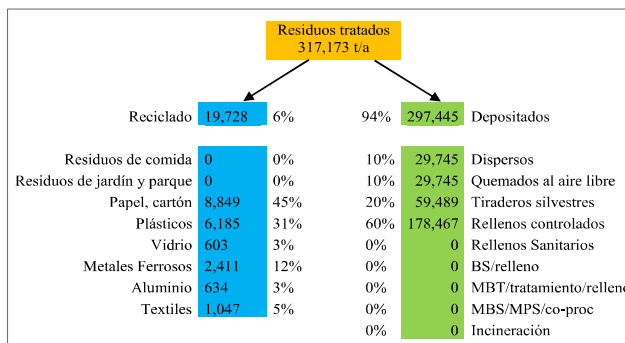 Residuos tratados
317,173 t/a
Reciclado 19,728 6% 94% 297,445 Depositados
Residuos de comida 0 0% 10% 29,745 Dispersos
Residuos de jardín y parque 0 0% 10% 29,745 Quemados al aire libre
Papel, cartón 8,849 45% 20% 59,489 Tiraderos silvestres
Plásticos 6,185 31% 60% 178,467 Rellenos controlados
Vidrio 603 3% 0% 0 Rellenos Sanitarios
Metales Ferrosos 2,411 12% 0% 0 BS/relleno
Aluminio 634 3% 0% 0 MBT/tratamiento/relleno
Textiles 1,047 5% 0% 0 MBS/MPS/co-proc
0% 0 Incineración